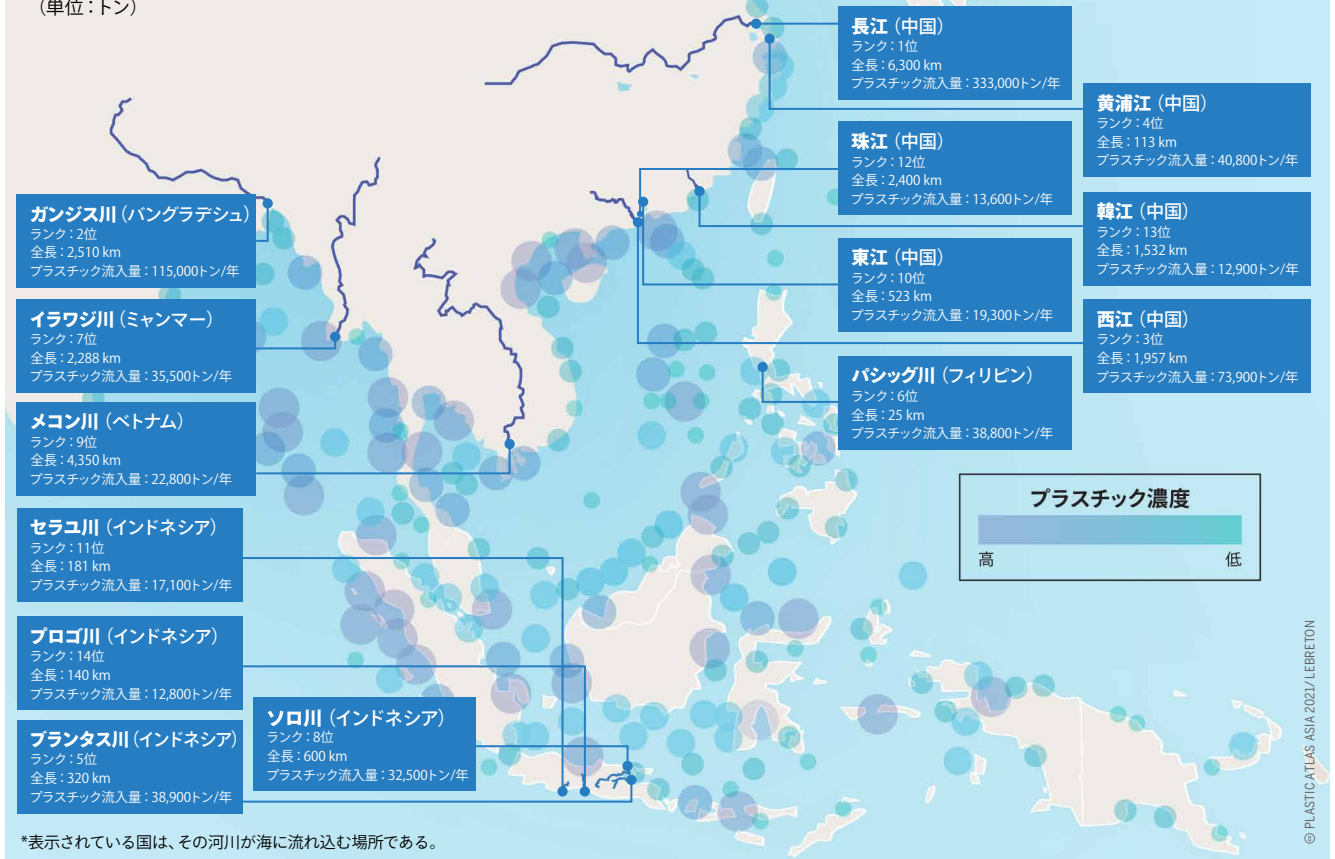 （単位：トン）
長江（中国）
ランク：1位
全長：6,300 km
プラスチック流入量：333,000トン/年
黄浦江（中国）
ランク：4位
全長：113 km
プラスチック流入量：40,800トン/年
珠江（中国）
ランク：12位
全長：2,400 km
プラスチック流入量：13,600トン/年
韓江（中国）
ランク：13位
全長：1,532 km
プラスチック流入量：12,900トン/年
東江（中国）
ランク：10位
全長：523 km
プラスチック流入量：19,300トン/年
西江（中国）
ランク：3位
全長：1,957 km
プラスチック流入量：73,900トン/年
パシッグ川（フィリピン）
ランク：6位
全長：25 km
プラスチック流入量：38,800トン/年
ガンジス川（バングラデシュ）
ランク：2位
全長：2,510 km
プラスチック流入量：115,000トン/年
イラワジ川（ミャンマー）
ランク：7位
全長：2,288 km
プラスチック流入量：35,500トン/年
メコン川（ベトナム）
ランク：9位
全長：4,350 km
プラスチック流入量：22,800トン/年
セラユ川（インドネシア）
ランク：11位
全長：181 km
プラスチック流入量：17,100トン/年
プロゴ川（インドネシア）
ランク：14位
全長：140 km
プラスチック流入量：12,800トン/年
ブランタス川（インドネシア）
ランク：5位
全長：320 km
プラスチック流入量：38,900トン/年
ソロ川（インドネシア）
ランク：8位
全長：600 km
プラスチック流入量：32,500トン/年
プラスチック濃度
高
低
*表示されている国は、その河川が海に流れ込む場所である。
© PLASTIC ATLAS ASIA 2021/ LEBRETON